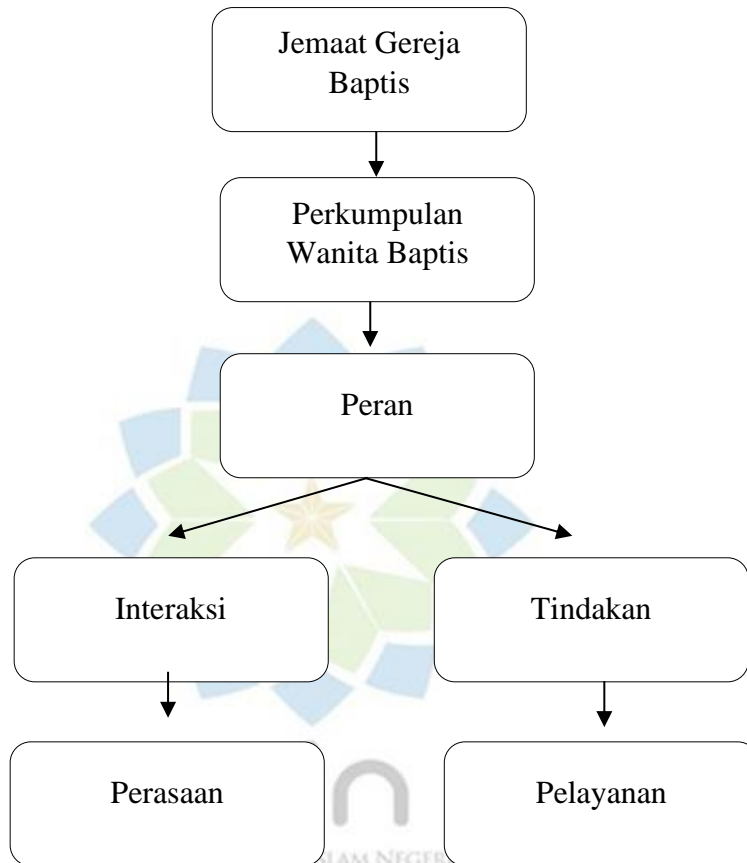 Jemaat Gereja
Baptis
Perkumpulan
Wanita Baptis
Peran
Interaksi
Tindakan
Perasaan
Pelayanan